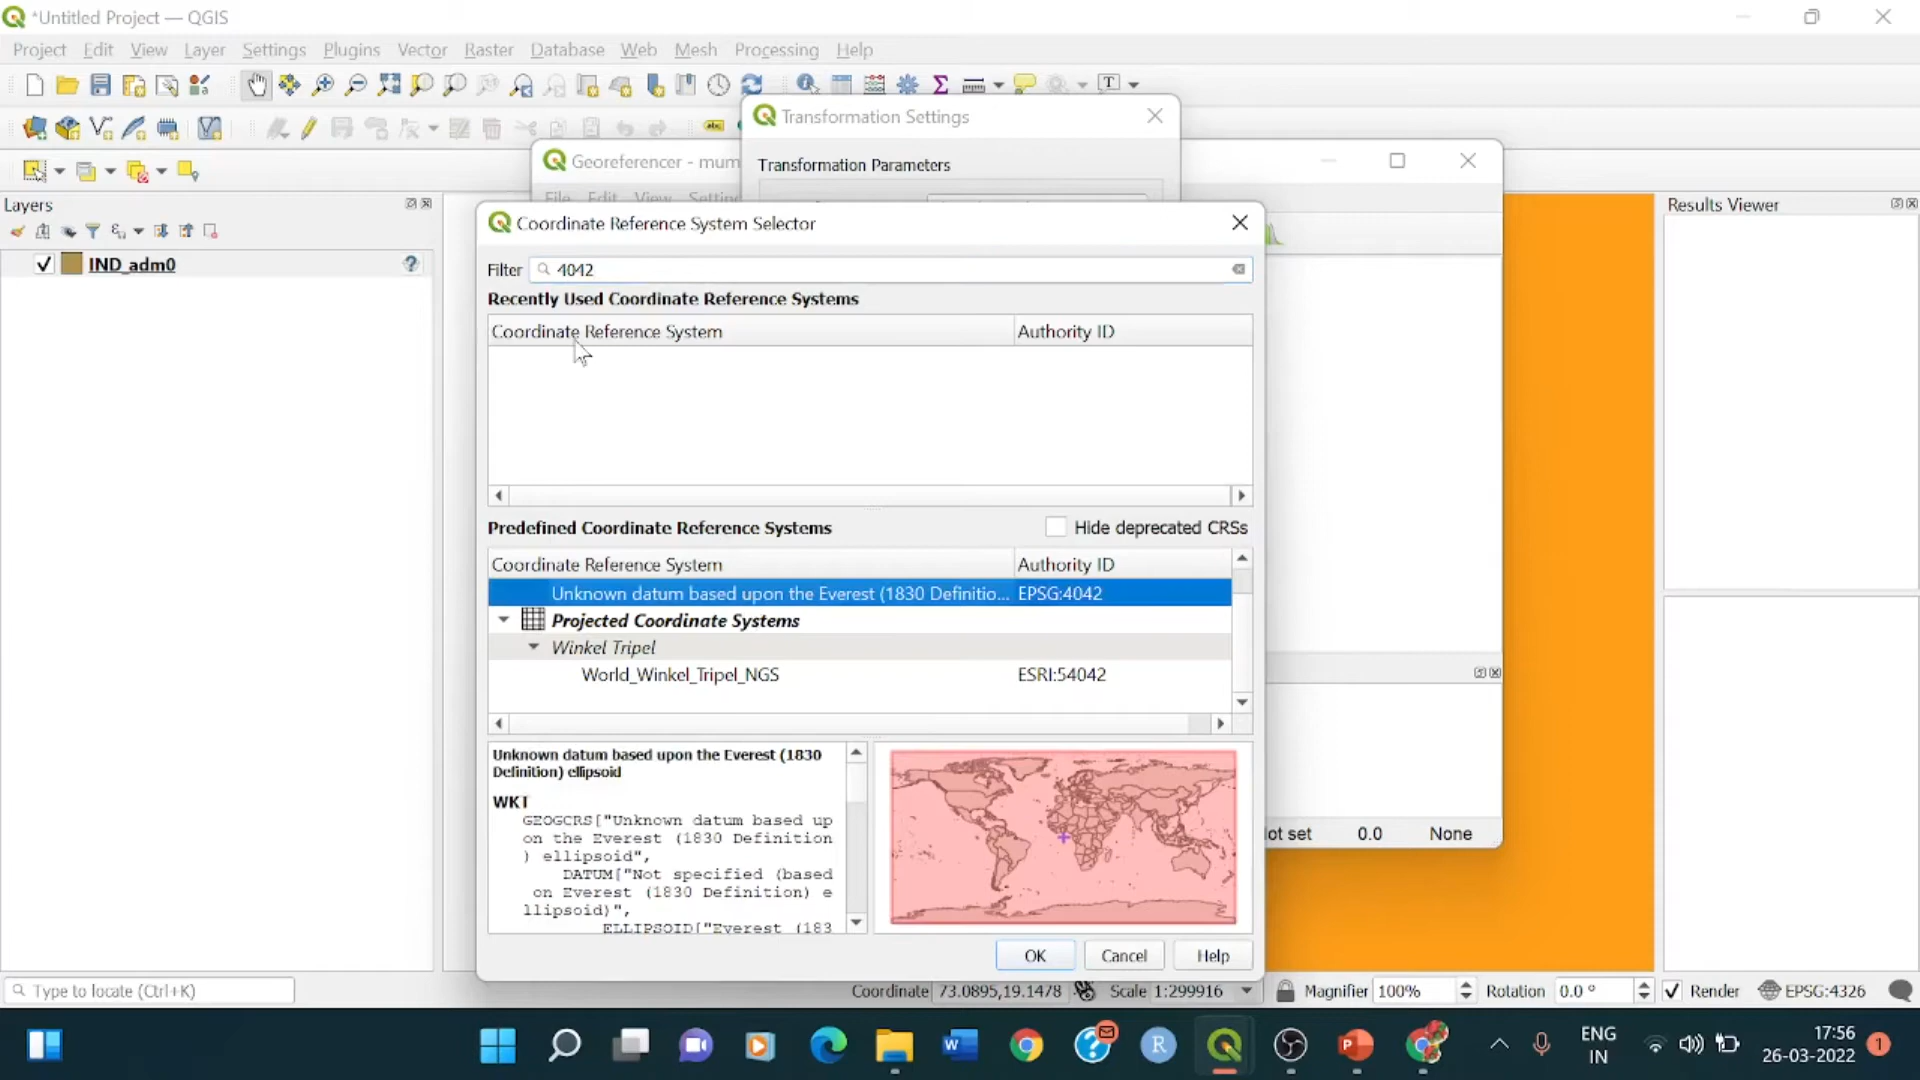 *Untitled Project — QGIS
Project Edit View Layer Settings Plugins Vector Raster Database Web Mesh Processing Help
Transformation Settings
Georeferencer - mum
Transformation Parameters
File Edit View Settin
Layers
Results Viewer
IND_adm0
Coordinate Reference System Selector
Filter 4042
Recently Used Coordinate Reference Systems
Coordinate Reference System Authority ID
Predefined Coordinate Reference Systems Hide deprecated CRSs
Coordinate Reference System Authority ID
Unknown datum based upon the Everest (1830 Definitio... EPSG:4042
Projected Coordinate Systems
Winkel Tripel
World_Winkel_Tripel_NGS ESRI:54042
Unknown datum based upon the Everest (1830
Definition) ellipsoid
WKT
GEOGCRS["Unknown datum based up
on the Everest (1830 Definition
) ellipsoid",
DATUM["Not specified (based
on Everest (1830 Definition) e
llipsoid)",
ELLIPSOID["Everest (183
ot set 0.0 None
OK Cancel Help
Type to locate (Ctrl+K) Coordinate 73.0895,19.1478 Scale 1:299916 Magnifier 100% Rotation 0.0 ° Render EPSG:4326
ENG
IN
17:56
26-03-2022
1